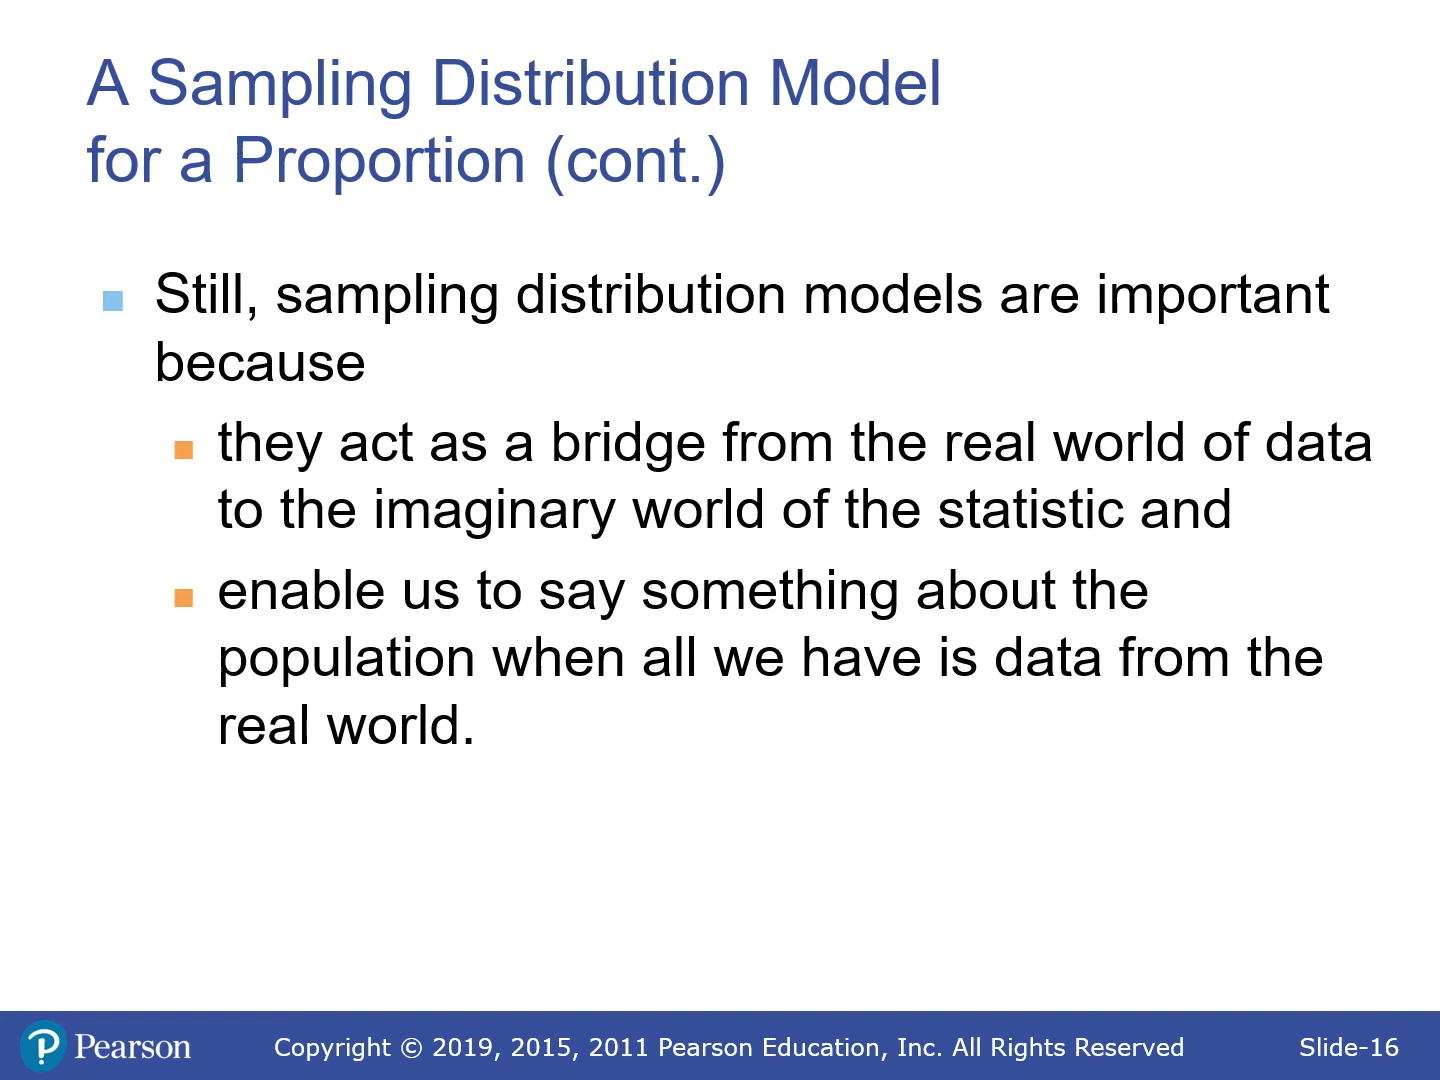 A Sampling Distribution Model
for a Proportion (cont.)
Still, sampling distribution models are important
because
they act as a bridge from the real world of data
to the imaginary world of the statistic and
enable us to say something about the
population when all we have is data from the
real world.
Pearson
Copyright © 2019, 2015, 2011 Pearson Education, Inc. All Rights Reserved
Slide-16